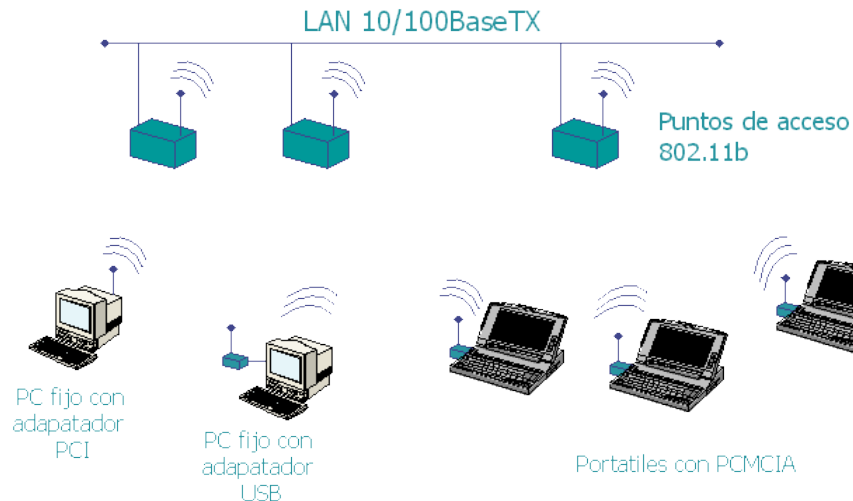 LAN 10/100BaseTX
Puntos de acceso
802.11b
PC fijo con
adapatador
PCI
PC fijo con
adapatador
USB
Portatiles con PCMCIA